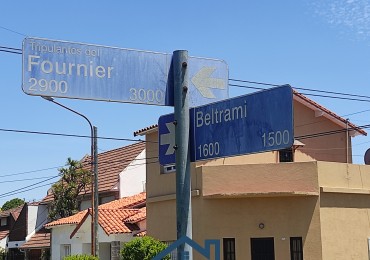 Tripulantes del
Fournier
2900 3000
Beltrami
1600 1500